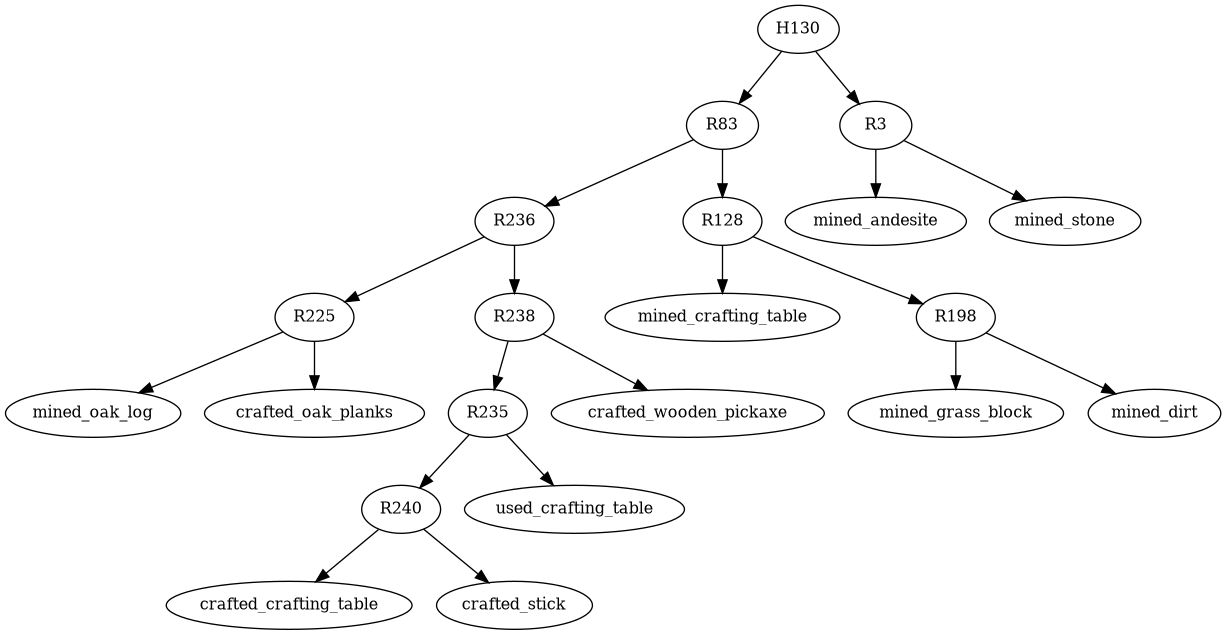 H130
R83
R3
R236
R128
mined_andesite
mined_stone
R225
R238
mined_crafting_table
R198
mined_oak_log
crafted_oak_planks
R235
crafted_wooden_pickaxe
mined_grass_block
mined_dirt
R240
used_crafting_table
crafted_crafting_table
crafted_stick